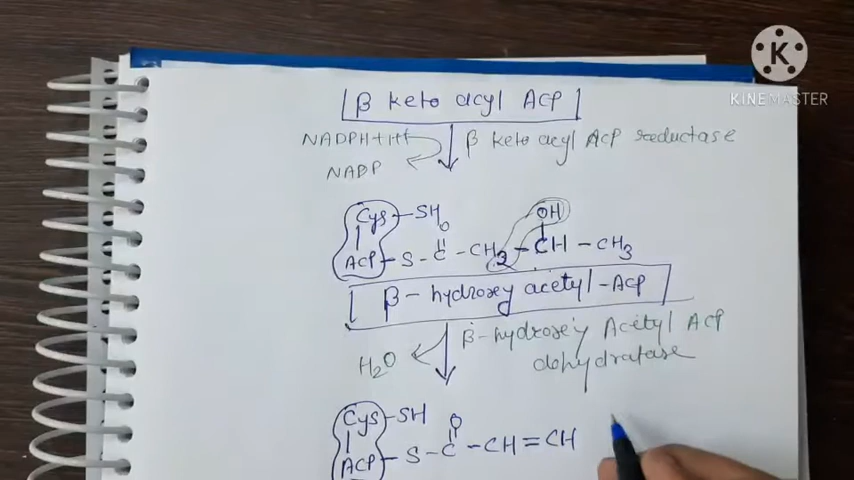 K
KINEMASTER
β keto acyl ACP
NADPH+H+ β keto acyl ACP reductase
NADP
Cys-SH OH
O
ACP-S-C-CH2-CH-CH3
β-hydroxy acetyl-ACP
β-hydroxy Acetyl ACP
H2O dehydratase
Cys-SH O
ACP-S-C-CH=CH